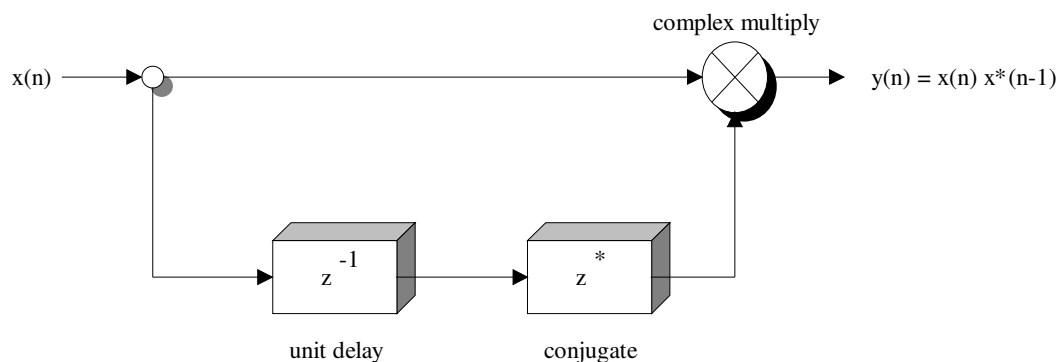 complex multiply
x(n)
y(n) = x(n) x*(n-1)
z -1
z *
unit delay
conjugate